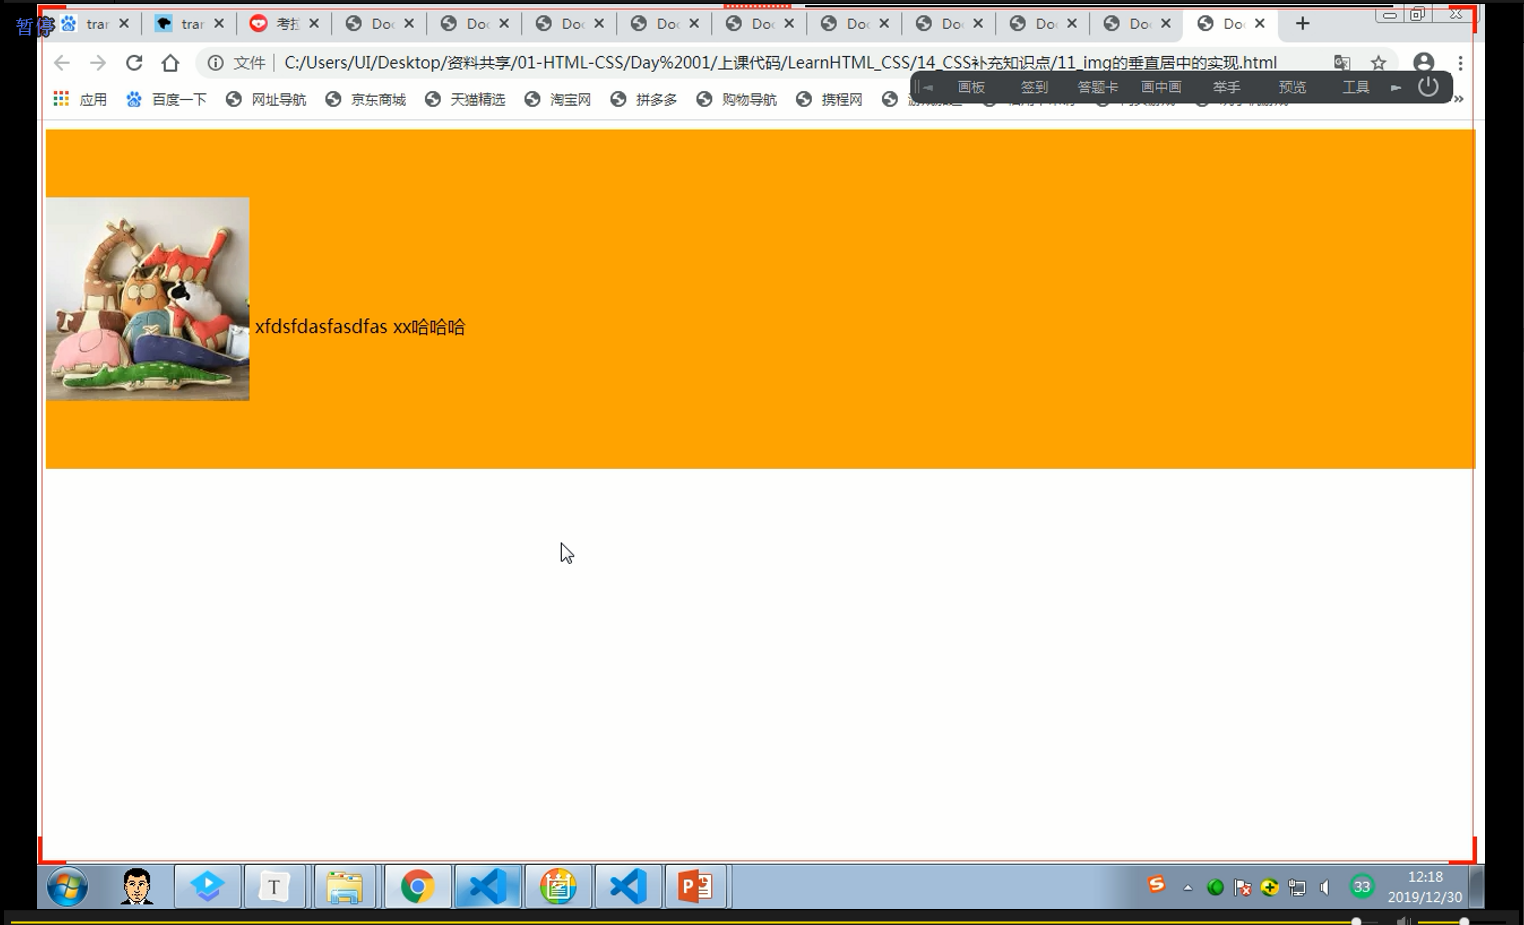 暂停
trar
trar
考拉
Doc
Doc
Doc
Doc
Doc
Doc
Doc
Doc
Doc
Doc
文件 C:/Users/UI/Desktop/资料共享/01-HTML-CSS/Day%2001/上课代码/LearnHTML_CSS/14_CSS补充知识点/11_img的垂直居中的实现.html
画板 签到 答题卡 画中画 举手 预览 工具
应用 百度一下 网址导航 京东商城 天猫精选 淘宝网 拼多多 购物导航 携程网
xfdsfdasfasdfas xx哈哈哈
T
P
S
33
12:18
2019/12/30